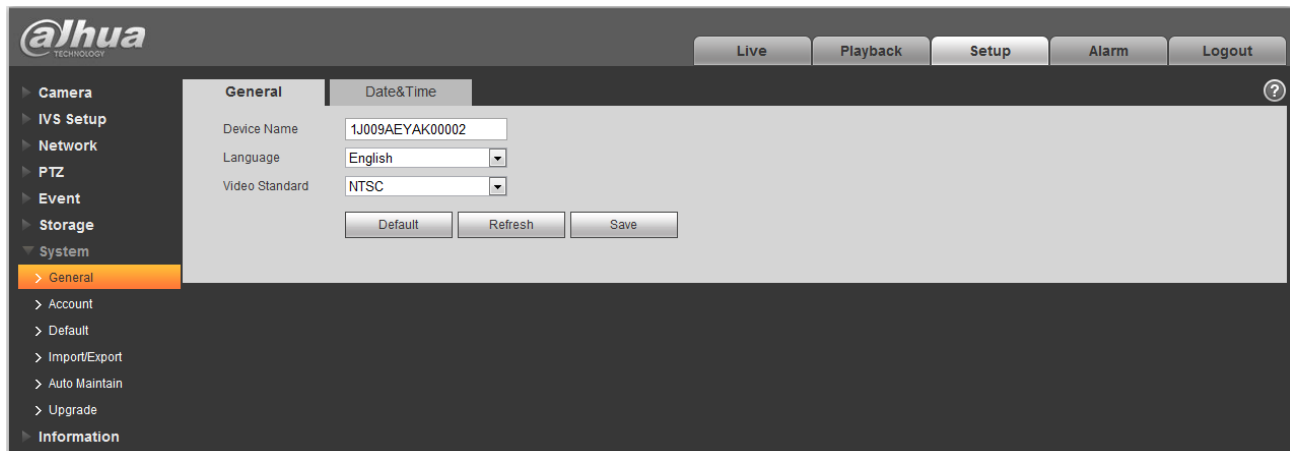 alhua
TECHNOLOGY
Live Playback Setup Alarm Logout
Camera
IVS Setup
Network
PTZ
Event
Storage
System
General
Account
Default
Import/Export
Auto Maintain
Upgrade
Information
General Date&Time
?
Device Name 1J009AEYAK00002
Language English
Video Standard NTSC
Default Refresh Save